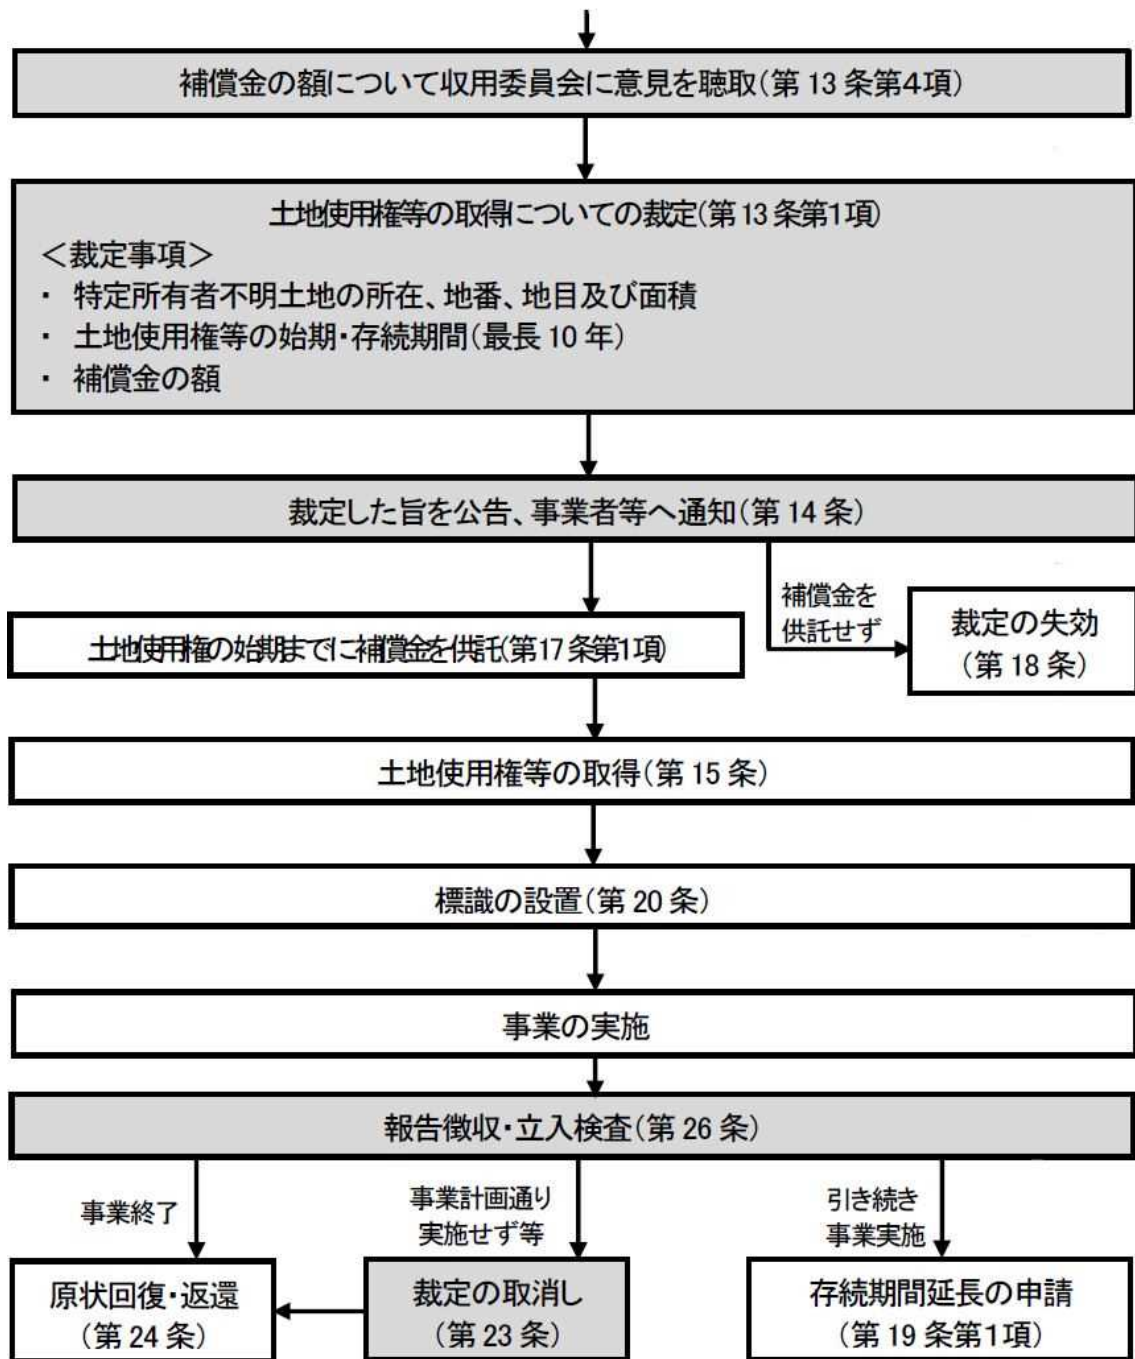 補償金の額について収用委員会に意見を聴取(第13条第4項)
土地使用権等の取得についての裁定(第13条第1項)
＜裁定事項＞
・ 特定所有者不明土地の所在、地番、地目及び面積
・ 土地使用権等の始期・存続期間(最長10年)
・ 補償金の額
裁定した旨を公告、事業者等へ通知(第14条)
補償金を
供託せず
裁定の失効
(第18条)
土地使用権の始期までに補償金を供託(第17条第1項)
土地使用権等の取得(第15条)
標識の設置(第20条)
事業の実施
報告徴収・立入検査(第26条)
事業終了
事業計画通り
実施せず等
引き続き
事業実施
原状回復・返還
(第24条)
裁定の取消し
(第23条)
存続期間延長の申請
(第19条第1項)